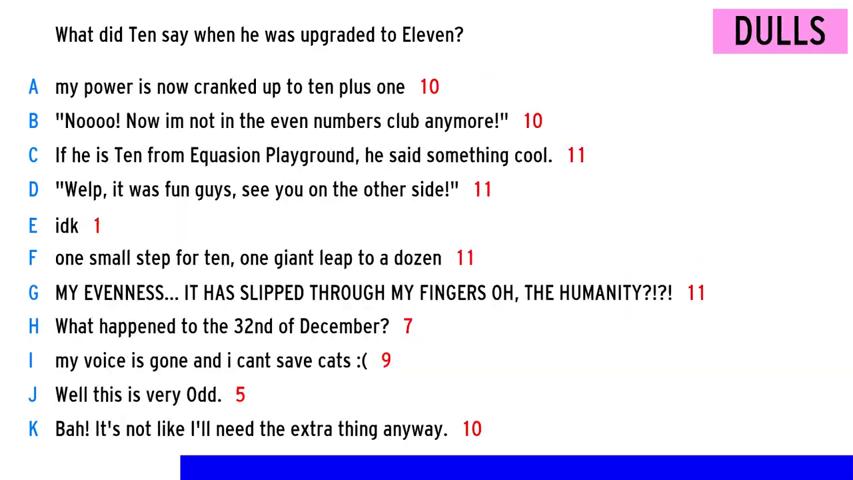 What did Ten say when he was upgraded to Eleven?
DULLS
A my power is now cranked up to ten plus one 10
B "Noooo! Now im not in the even numbers club anymore!" 10
C If he is Ten from Equasion Playground, he said something cool. 11
D "Welp, it was fun guys, see you on the other side!" 11
E idk 1
F one small step for ten, one giant leap to a dozen 11
G MY EVENNESS... IT HAS SLIPPED THROUGH MY FINGERS OH, THE HUMANITY?!?! 11
H What happened to the 32nd of December? 7
I my voice is gone and i cant save cats :( 9
J Well this is very Odd. 5
K Bah! It's not like I'll need the extra thing anyway. 10